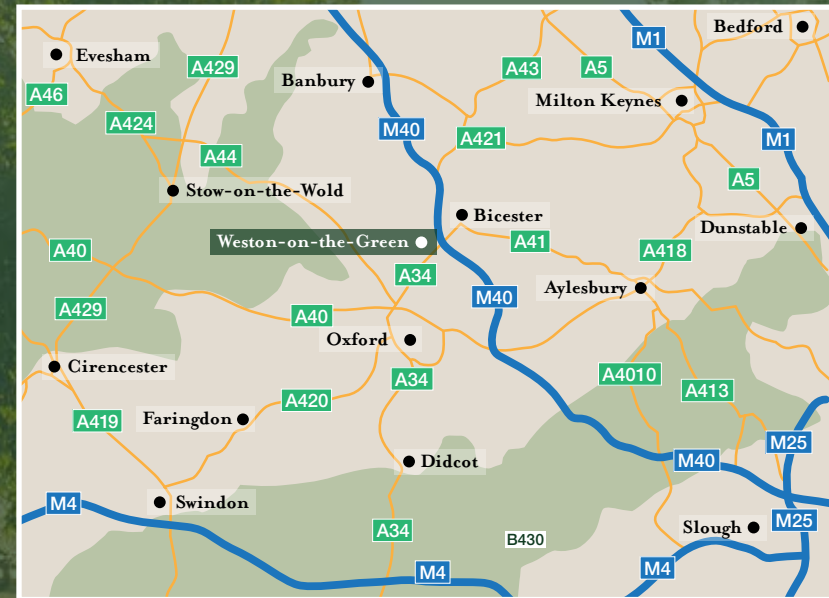 Bedford
M1
Evesham
A429
A43
A5
Banbury
A46
Milton Keynes
A424
M40
A421
M1
A44
A5
Stow-on-the-Wold
Bicester
Dunstable
Weston-on-the-Green
A41
A40
A418
A34
Aylesbury
M40
A429
A40
Oxford
Cirencester
A34
A4010
A413
A420
A419
Faringdon
M25
Didcot
M40
M4
Swindon
M25
A34
Slough
B430
M4
M4